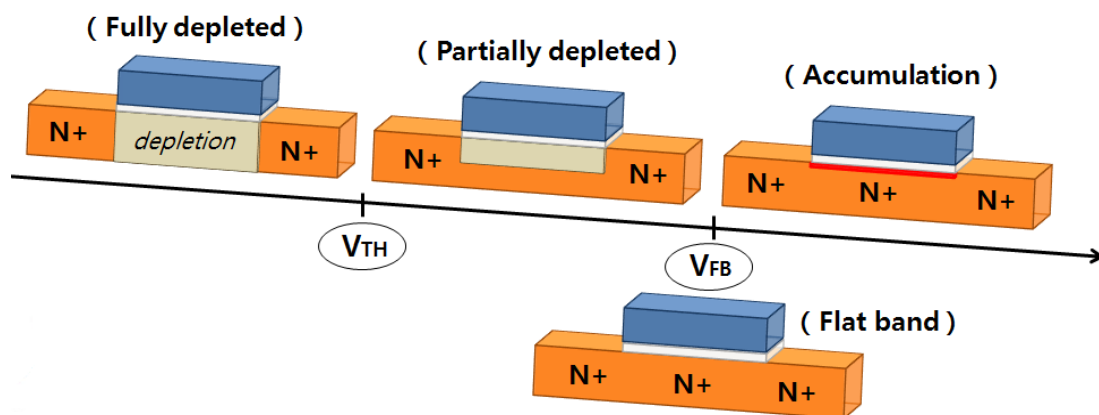 ( Fully depleted )
( Partially depleted )
( Accumulation )
N+ depletion N+
N+ N+
N+ N+ N+
VTH
VFB
( Flat band )
N+ N+ N+